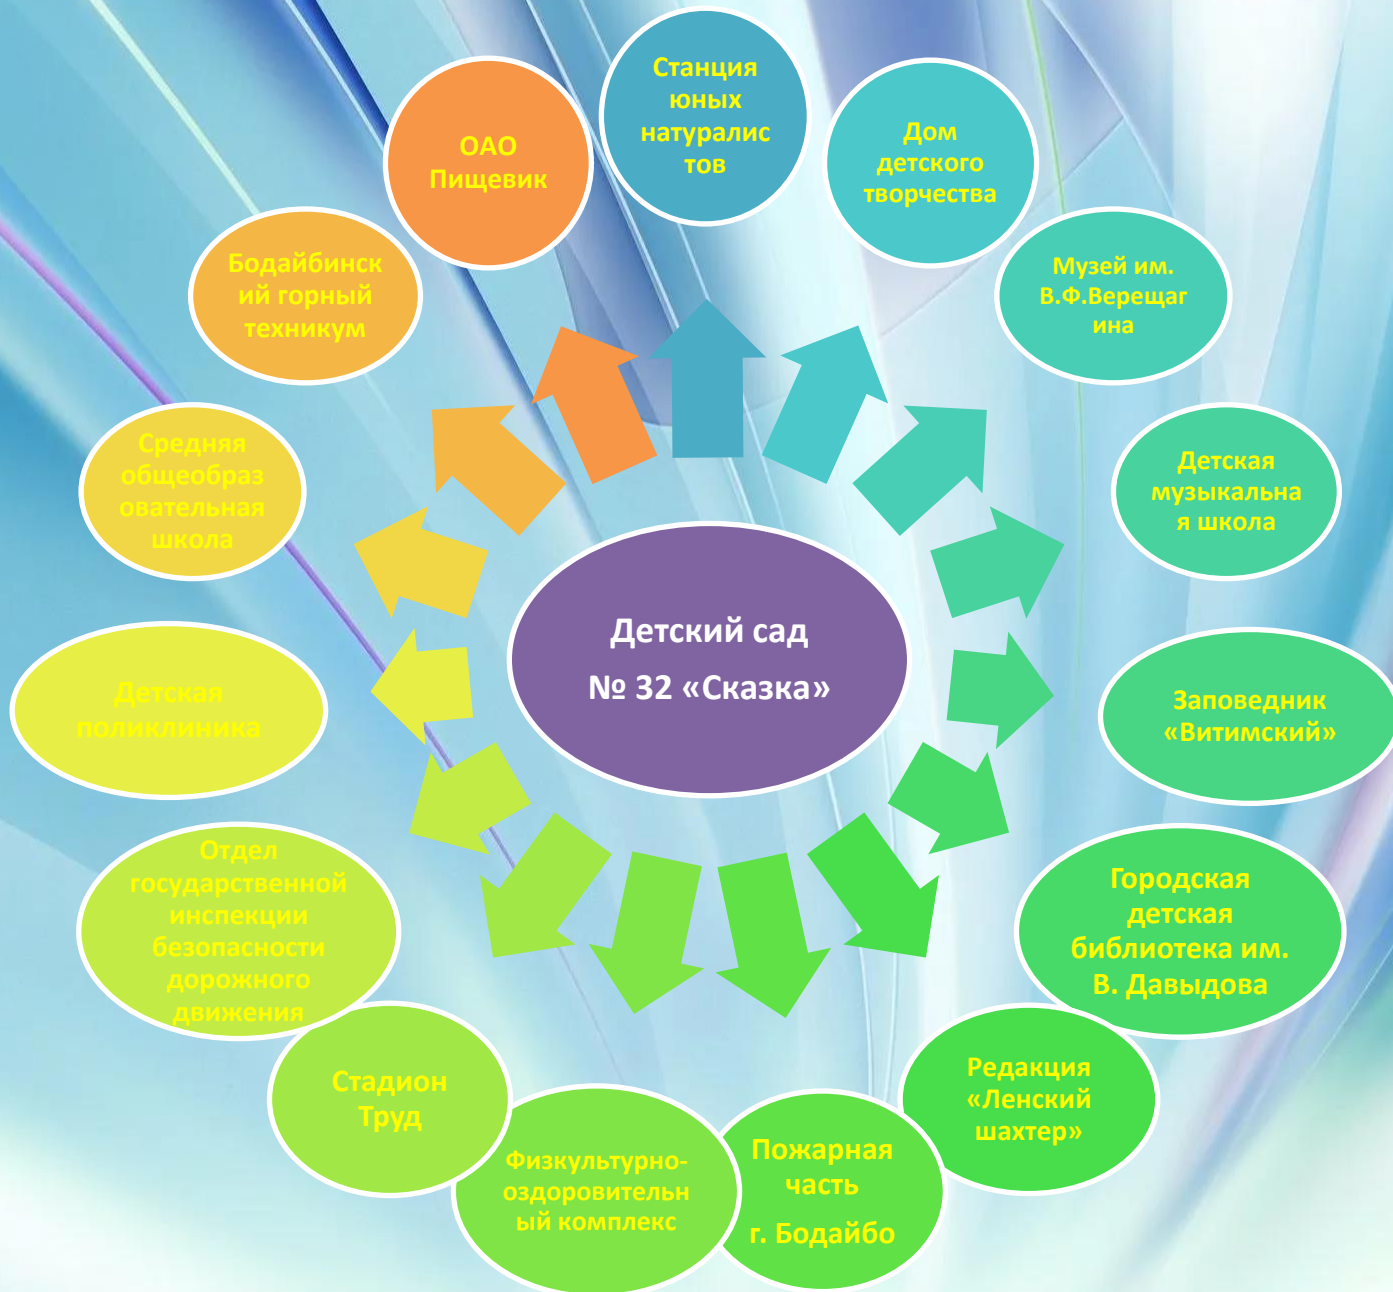 Станция
юных
натуралис
тов
Дом
детского
творчества
Музей им.
В.Ф.Верещаг
ина
Детская
музыкальна
я школа
Заповедник
«Витимский»
Городская
детская
библиотека им.
В. Давыдова
Редакция
«Ленский
шахтер»
Пожарная
часть
г. Бодайбо
Физкультурно-
оздоровительн
ый комплекс
Стадион
Труд
Отдел
государственной
инспекции
безопасности
дорожного
движения
Детская
поликлиника
Средняя
общеобраз
овательная
школа
Бодайбинск
ий горный
техникум
ОАО
Пищевик
Детский сад
№ 32 «Сказка»